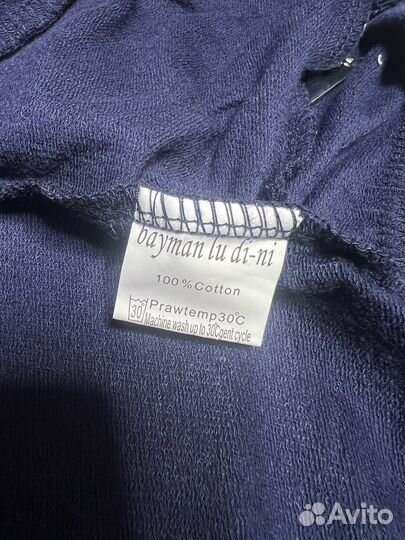 bayman lu di-ni
100%Cotton
30 Prawtemp30℃
Machine wash up to 30Cgent cycle
Avito